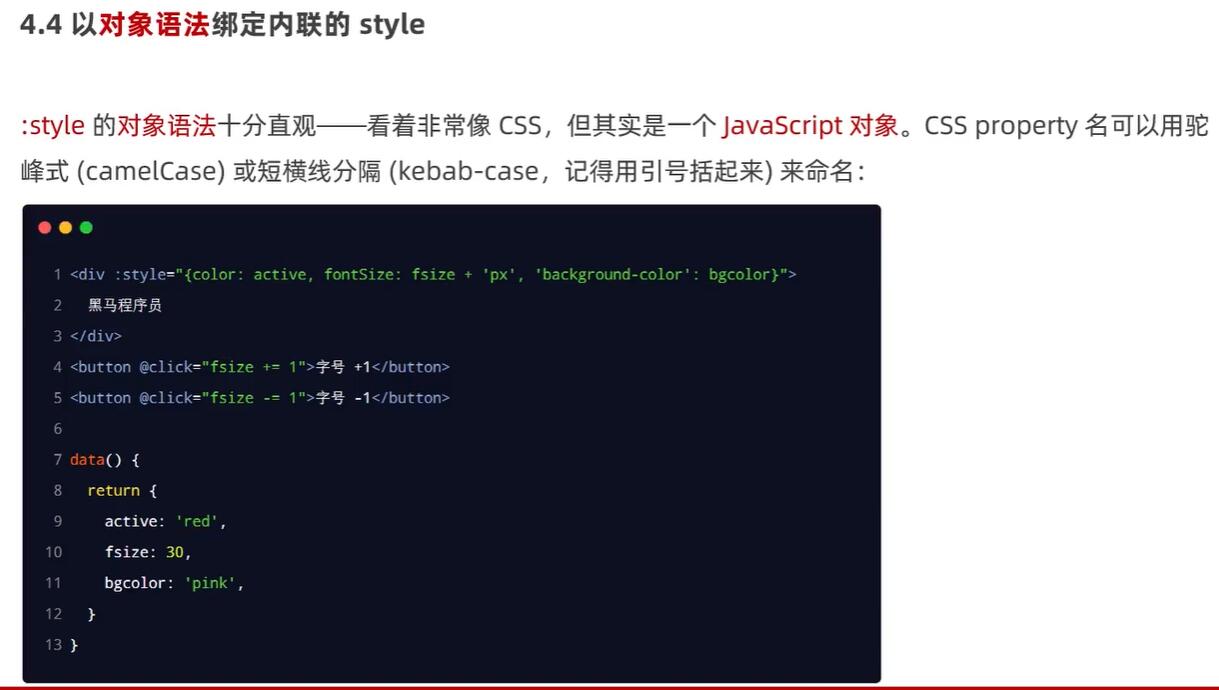 4.4 以对象语法绑定内联的 style
:style 的对象语法十分直观——看着非常像 CSS，但其实是一个 JavaScript 对象。CSS property 名可以用驼
峰式 (camelCase) 或短横线分隔 (kebab-case，记得用引号括起来) 来命名：
1 <div :style="{color: active, fontSize: fsize + 'px', 'background-color': bgcolor}">
2   黑马程序员
3 </div>
4 <button @click="fsize += 1">字号 +1</button>
5 <button @click="fsize -= 1">字号 -1</button>
6
7 data() {
8   return {
9     active: 'red',
10     fsize: 30,
11     bgcolor: 'pink',
12   }
13 }